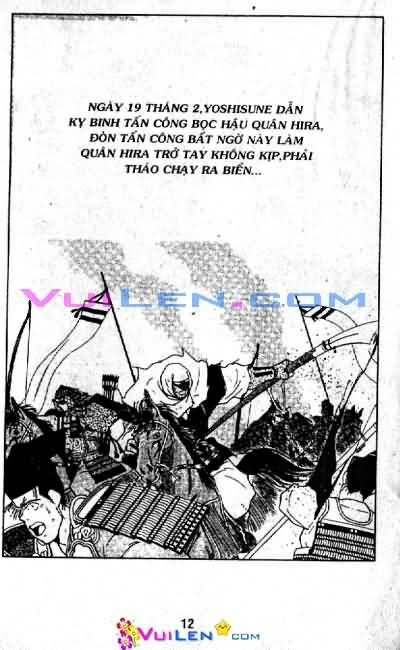 NGÀY 19 THÁNG 2,YOSHISUNE DẪN
KỴ BINH TẤN CÔNG BỌC HẬU QUÂN HIRA,
ĐÒN TẤN CÔNG BẤT NGỜ NÀY LÀM
QUÂN HIRA TRỞ TAY KHÔNG KỊP,PHẢI
THÁO CHẠY RA BIỂN...
VUILEN.COM
12
VUILEN.COM